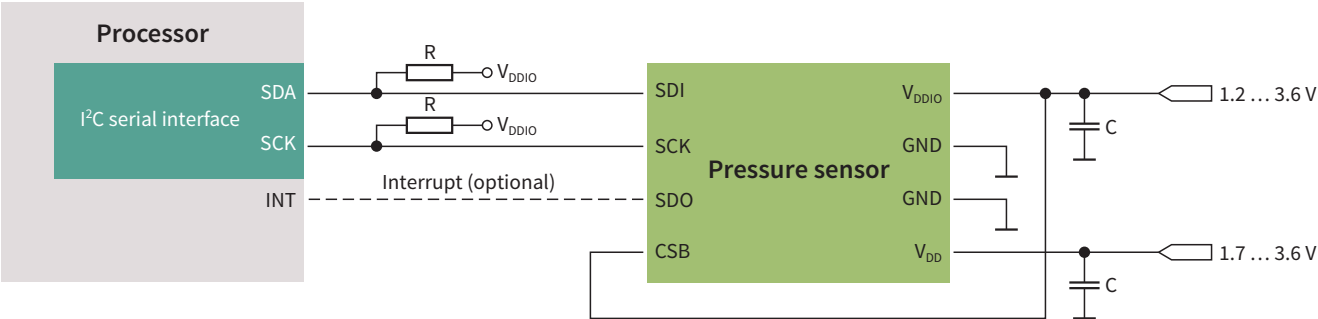 Processor
I²C serial interface
SDA
SCK
INT
R
V_DDIO
R
V_DDIO
Interrupt (optional)
SDI
SCK
SDO
CSB
Pressure sensor
V_DDIO
GND
GND
V_DD
1.2 … 3.6 V
C
1.7 … 3.6 V
C